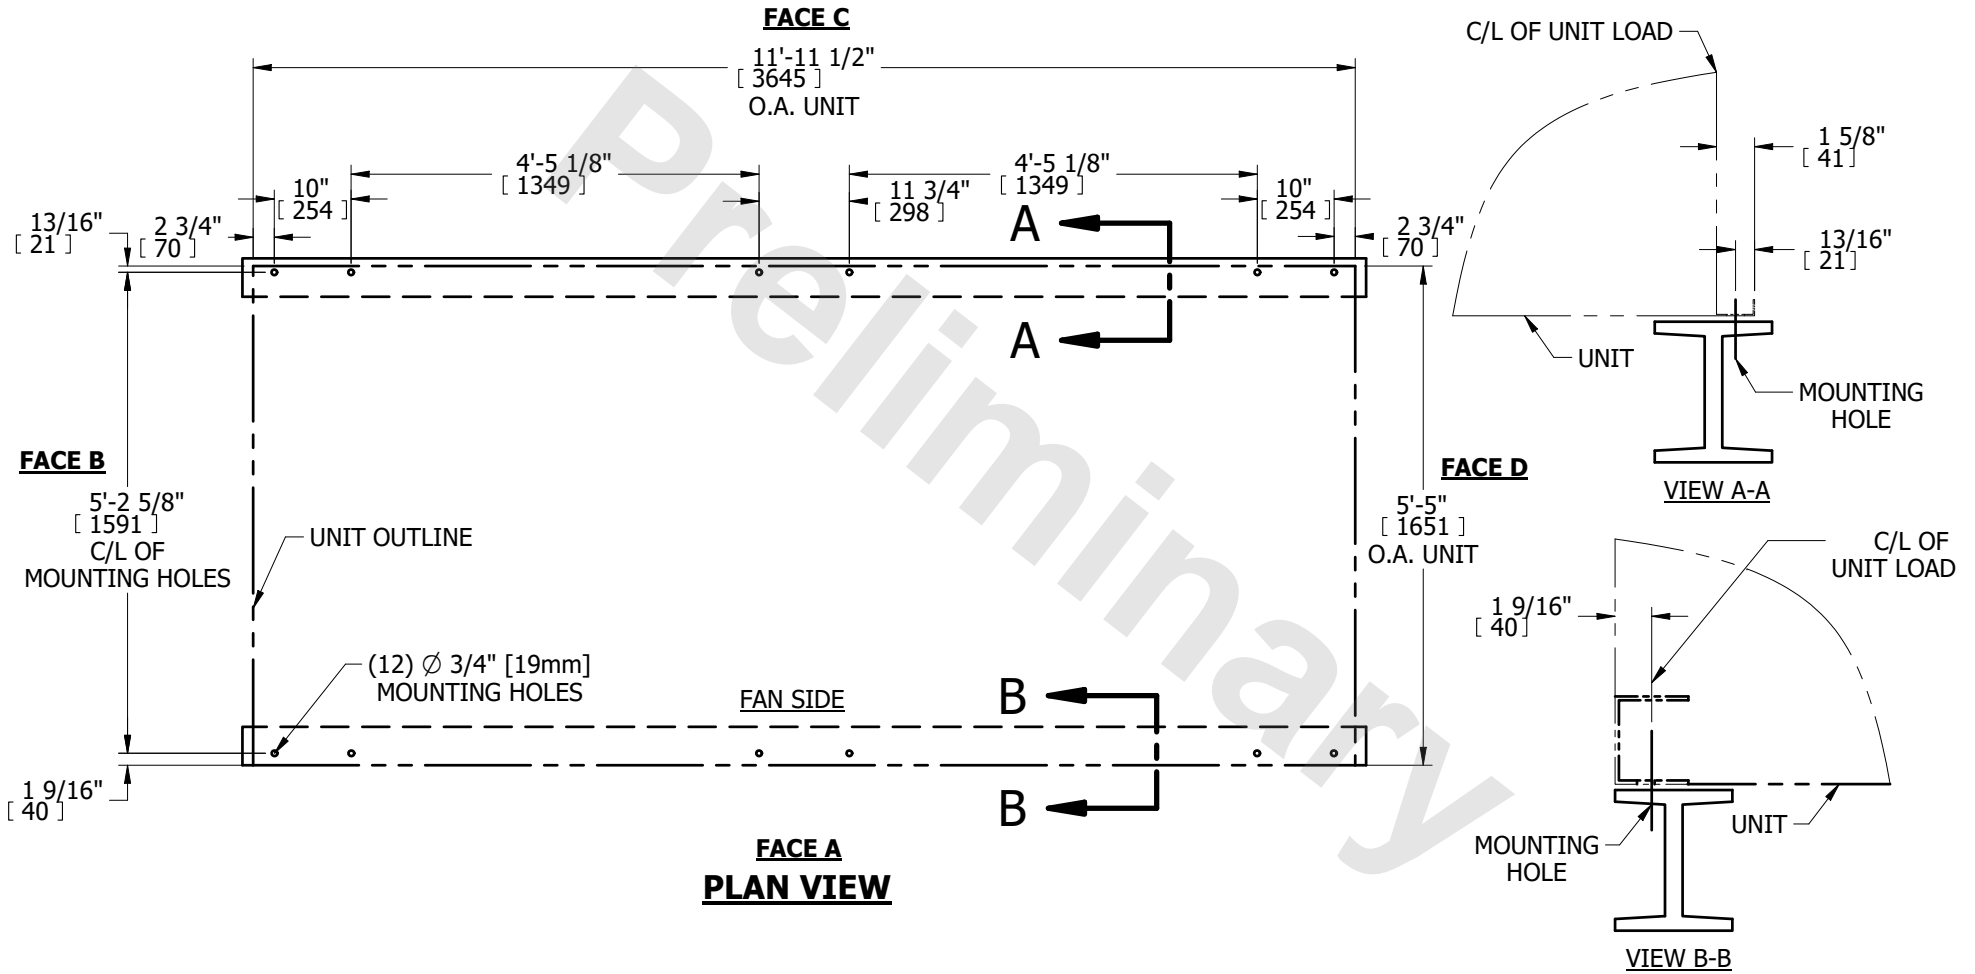 FACE C
11'-11 1/2"
[ 3645 ]
O.A. UNIT
4'-5 1/8"
[ 1349 ]
4'-5 1/8"
[ 1349 ]
10"
[ 254 ]
11 3/4"
[ 298 ]
10"
[ 254 ]
13/16"
[ 21 ]
2 3/4"
[ 70 ]
2 3/4"
[ 70 ]
A
A
FACE B
5'-2 5/8"
[ 1591 ]
C/L OF
MOUNTING HOLES
UNIT OUTLINE
FACE D
5'-5"
[ 1651 ]
O.A. UNIT
(12) Ø 3/4" [19mm]
MOUNTING HOLES
FAN SIDE
B
B
1 9/16"
[ 40 ]
FACE A
PLAN VIEW
Preliminary
C/L OF UNIT LOAD
1 5/8"
[ 41 ]
13/16"
[ 21 ]
UNIT
MOUNTING
HOLE
VIEW A-A
C/L OF
UNIT LOAD
1 9/16"
[ 40 ]
UNIT
MOUNTING
HOLE
VIEW B-B